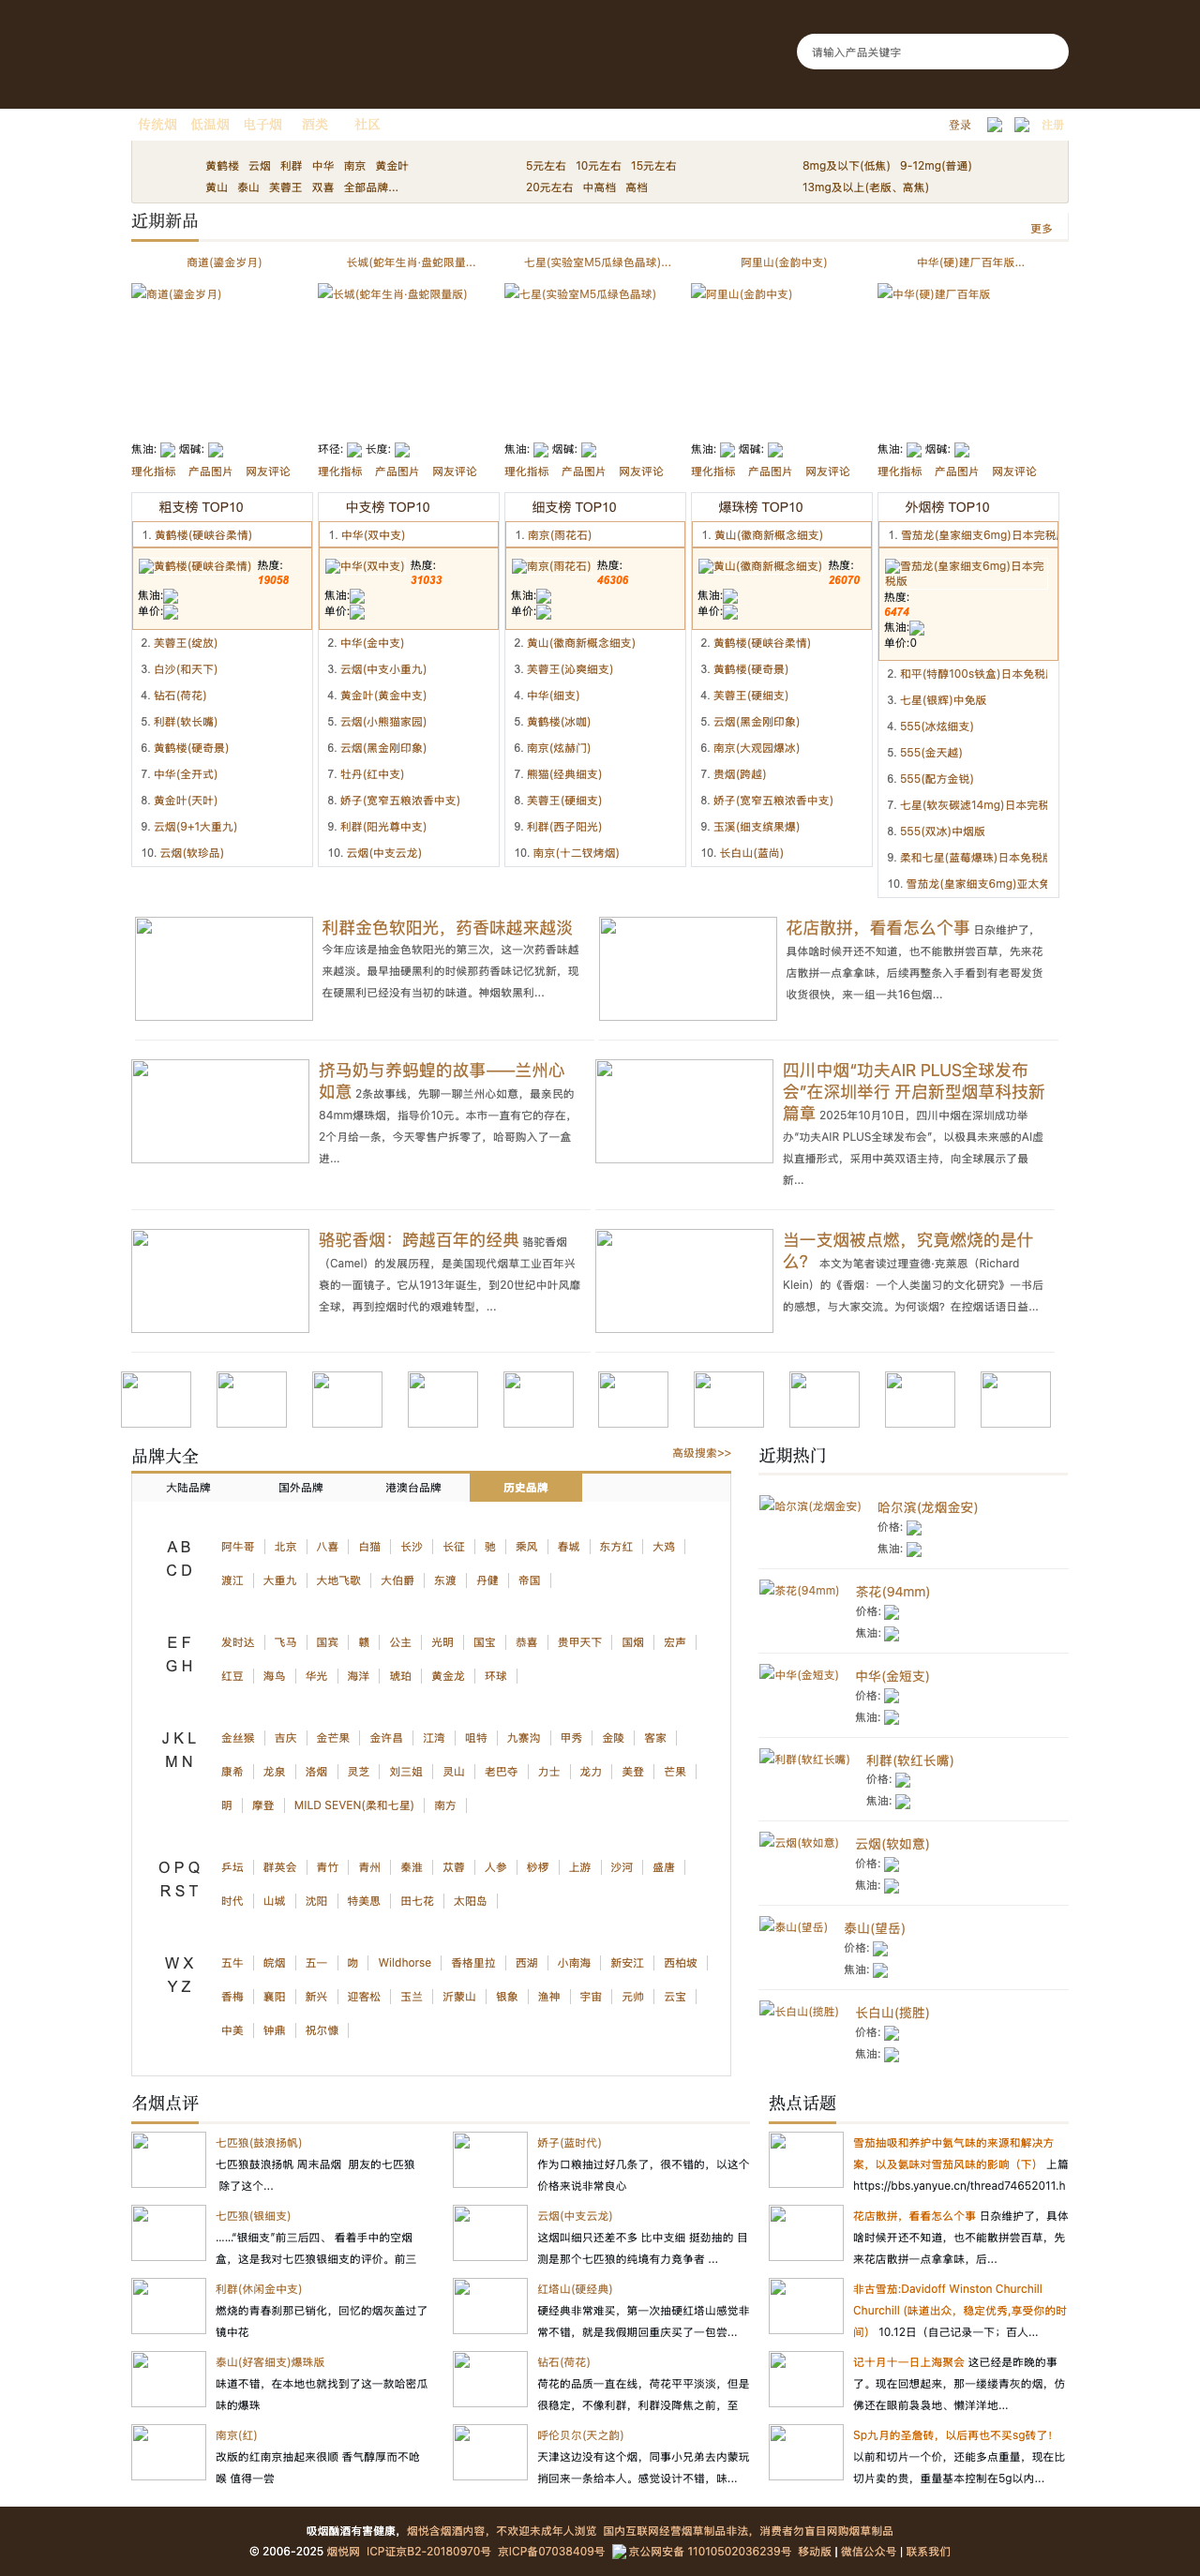 请输入产品关键字
传统烟 低温烟 电子烟 酒类 社区
登录 注册
黄鹤楼 云烟 利群 中华 南京 黄金叶
黄山 泰山 芙蓉王 双喜 全部品牌...
5元左右 10元左右 15元左右
20元左右 中高档 高档
8mg及以下(低焦) 9-12mg(普通)
13mg及以上(老版、高焦)
近期新品
更多
商道(鎏金岁月)
长城(蛇年生肖·盘蛇限量...
七星(实验室M5瓜绿色晶球)...
阿里山(金韵中支)
中华(硬)建厂百年版...
商道(鎏金岁月)
长城(蛇年生肖·盘蛇限量版)
七星(实验室M5瓜绿色晶球)
阿里山(金韵中支)
中华(硬)建厂百年版
焦油: 烟碱:
环径: 长度:
焦油: 烟碱:
焦油: 烟碱:
焦油: 烟碱:
理化指标 产品图片 网友评论
理化指标 产品图片 网友评论
理化指标 产品图片 网友评论
理化指标 产品图片 网友评论
理化指标 产品图片 网友评论
粗支榜 TOP10
1. 黄鹤楼(硬峡谷柔情)
黄鹤楼(硬峡谷柔情) 热度:
19058
焦油:
单价:
2. 芙蓉王(绽放)
3. 白沙(和天下)
4. 钻石(荷花)
5. 利群(软长嘴)
6. 黄鹤楼(硬奇景)
7. 中华(全开式)
8. 黄金叶(天叶)
9. 云烟(9+1大重九)
10. 云烟(软珍品)
中支榜 TOP10
1. 中华(双中支)
中华(双中支) 热度:
31033
焦油:
单价:
2. 中华(金中支)
3. 云烟(中支小重九)
4. 黄金叶(黄金中支)
5. 云烟(小熊猫家园)
6. 云烟(黑金刚印象)
7. 牡丹(红中支)
8. 娇子(宽窄五粮浓香中支)
9. 利群(阳光尊中支)
10. 云烟(中支云龙)
细支榜 TOP10
1. 南京(雨花石)
南京(雨花石) 热度:
46306
焦油:
单价:
2. 黄山(徽商新概念细支)
3. 芙蓉王(沁爽细支)
4. 中华(细支)
5. 黄鹤楼(冰咖)
6. 南京(炫赫门)
7. 熊猫(经典细支)
8. 芙蓉王(硬细支)
9. 利群(西子阳光)
10. 南京(十二钗烤烟)
爆珠榜 TOP10
1. 黄山(徽商新概念细支)
黄山(徽商新概念细支) 热度:
26070
焦油:
单价:
2. 黄鹤楼(硬峡谷柔情)
3. 黄鹤楼(硬奇景)
4. 芙蓉王(硬细支)
5. 云烟(黑金刚印象)
6. 南京(大观园爆冰)
7. 贵烟(跨越)
8. 娇子(宽窄五粮浓香中支)
9. 玉溪(细支缤果爆)
10. 长白山(蓝尚)
外烟榜 TOP10
1. 雪茄龙(皇家细支6mg)日本完税
雪茄龙(皇家细支6mg)日本完
税版
热度:
6474
焦油:
单价:0
2. 和平(特醇100s铁盒)日本免税
3. 七星(银辉)中免版
4. 555(冰炫细支)
5. 555(金天越)
6. 555(配方金锐)
7. 七星(软灰碳滤14mg)日本完税
8. 555(双冰)中烟版
9. 柔和七星(蓝莓爆珠)日本免税版
10. 雪茄龙(皇家细支6mg)亚太免
利群金色软阳光，药香味越来越淡
今年应该是抽金色软阳光的第三次，这一次药香味越
来越淡。最早抽硬黑利的时候那药香味记忆犹新，现
在硬黑利已经没有当初的味道。神烟软黑利...
花店散拼，看看怎么个事 日杂维护了，
具体啥时候开还不知道，也不能散拼尝百草，先来花
店散拼一点拿拿味，后续再整条入手看到有老哥发货
收货很快，来一组一共16包烟...
挤马奶与养蚂蝗的故事——兰州心
如意 2条故事线，先聊一聊兰州心如意，最亲民的
84mm爆珠烟，指导价10元。本市一直有它的存在，
2个月给一条，今天零售户拆零了，哈哥购入了一盒
进...
四川中烟“功夫AIR PLUS全球发布
会”在深圳举行 开启新型烟草科技新
篇章 2025年10月10日，四川中烟在深圳成功举
办“功夫AIR PLUS全球发布会”，以极具未来感的AI虚
拟直播形式，采用中英双语主持，向全球展示了最
新...
骆驼香烟：跨越百年的经典 骆驼香烟
（Camel）的发展历程，是美国现代烟草工业百年兴
衰的一面镜子。它从1913年诞生，到20世纪中叶风靡
全球，再到控烟时代的艰难转型，...
当一支烟被点燃，究竟燃烧的是什
么？ 本文为笔者读过理查德·克莱恩（Richard
Klein）的《香烟：一个人类崮习的文化研究》一书后
的感想，与大家交流。为何谈烟？在控烟话语日益...
品牌大全
高级搜索>>
大陆品牌 国外品牌 港澳台品牌 历史品牌
A B
C D
阿牛哥 北京 八喜 白猫 长沙 长征 驰 乘风 春城 东方红 大鸡
渡江 大重九 大地飞歌 大伯爵 东渡 丹健 帝国
E F
G H
发时达 飞马 国宾 赣 公主 光明 国宝 恭喜 贵甲天下 国烟 宏声
红豆 海鸟 华光 海洋 琥珀 黄金龙 环球
J K L
M N
金丝猴 吉庆 金芒果 金许昌 江湾 咀特 九寨沟 甲秀 金陵 客家
康希 龙泉 洛烟 灵芝 刘三姐 灵山 老巴夺 力士 龙力 美登 芒果
明 摩登 MILD SEVEN(柔和七星) 南方
O P Q
R S T
乒坛 群英会 青竹 青州 秦淮 苁蓉 人参 桫椤 上游 沙河 盛唐
时代 山城 沈阳 特美思 田七花 太阳岛
W X
Y Z
五牛 皖烟 五一 吻 Wildhorse 香格里拉 西湖 小南海 新安江 西柏坡
香梅 襄阳 新兴 迎客松 玉兰 沂蒙山 银象 渔神 宇宙 元帅 云宝
中美 钟鼎 祝尔慷
近期热门
哈尔滨(龙烟金安) 哈尔滨(龙烟金安)
价格:
焦油:
茶花(94mm) 茶花(94mm)
价格:
焦油:
中华(金短支) 中华(金短支)
价格:
焦油:
利群(软红长嘴) 利群(软红长嘴)
价格:
焦油:
云烟(软如意) 云烟(软如意)
价格:
焦油:
泰山(望岳) 泰山(望岳)
价格:
焦油:
长白山(揽胜) 长白山(揽胜)
价格:
焦油:
名烟点评
七匹狼(鼓浪扬帆)
七匹狼鼓浪扬帆 周末品烟 朋友的七匹狼
除了这个...
七匹狼(银细支)
......“银细支”前三后四、 看着手中的空烟
盒，这是我对七匹狼银细支的评价。前三
利群(休闲金中支)
燃烧的青春刹那已销化，回忆的烟灰盖过了
镜中花
泰山(好客细支)爆珠版
味道不错，在本地也就找到了这一款哈密瓜
味的爆珠
南京(红)
改版的红南京抽起来很顺 香气醇厚而不呛
喉 值得一尝
娇子(蓝时代)
作为口粮抽过好几条了，很不错的，以这个
价格来说非常良心
云烟(中支云龙)
这烟叫细只还差不多 比中支细 挺劲抽的 目
测是那个七匹狼的纯境有力竞争者 ...
红塔山(硬经典)
硬经典非常难买，第一次抽硬红塔山感觉非
常不错，就是我假期回重庆买了一包尝...
钻石(荷花)
荷花的品质一直在线，荷花平平淡淡，但是
很稳定，不像利群，利群没降焦之前，至
呼伦贝尔(天之韵)
天津这边没有这个烟，同事小兄弟去内蒙玩
捎回来一条给本人。感觉设计不错，味...
热点话题
雪茄抽吸和养护中氨气味的来源和解决方
案，以及氨味对雪茄风味的影响（下） 上篇
https://bbs.yanyue.cn/thread74652011.h
花店散拼，看看怎么个事 日杂维护了，具体
啥时候开还不知道，也不能散拼尝百草，先
来花店散拼一点拿拿味，后...
非古雪茄:Davidoff Winston Churchill
Churchill (味道出众，稳定优秀,享受你的时
间） 10.12日（自己记录一下；百人...
记十月十一日上海聚会 这已经是昨晚的事
了。现在回想起来，那一缕缕青灰的烟，仿
佛还在眼前袅袅地、懒洋洋地...
Sp九月的圣詹砖，以后再也不买sg砖了！
以前和切片一个价，还能多点重量，现在比
切片卖的贵，重量基本控制在5g以内...
吸烟酗酒有害健康，烟悦含烟酒内容，不欢迎未成年人浏览 国内互联网经营烟草制品非法，消费者勿盲目网购烟草制品
© 2006-2025 烟悦网 ICP证京B2-20180970号 京ICP备07038409号 京公网安备 11010502036239号 移动版 | 微信公众号 | 联系我们